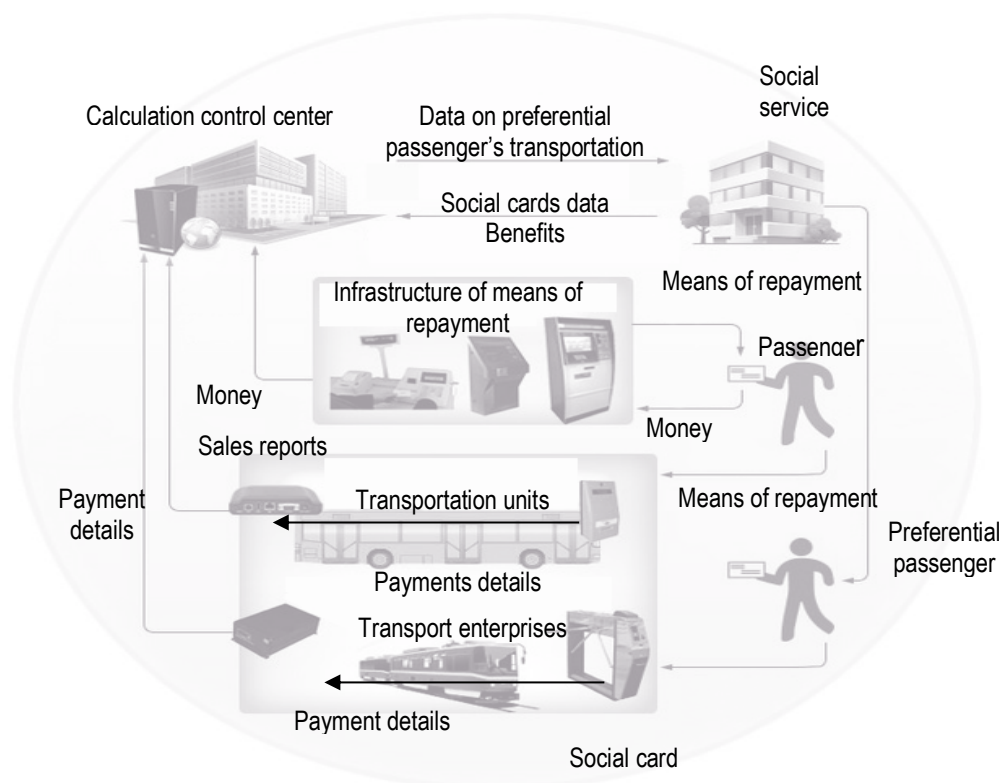 Social
service
Calculation control center
Data on preferential
passenger's transportation
Social cards data
Benefits
Means of repayment
Infrastructure of means of
repayment
Passenger
Money
Money
Sales reports
Payment
details
Transportation units
Means of repayment
Preferential
passenger
Payments details
Transport enterprises
Payment details
Social card